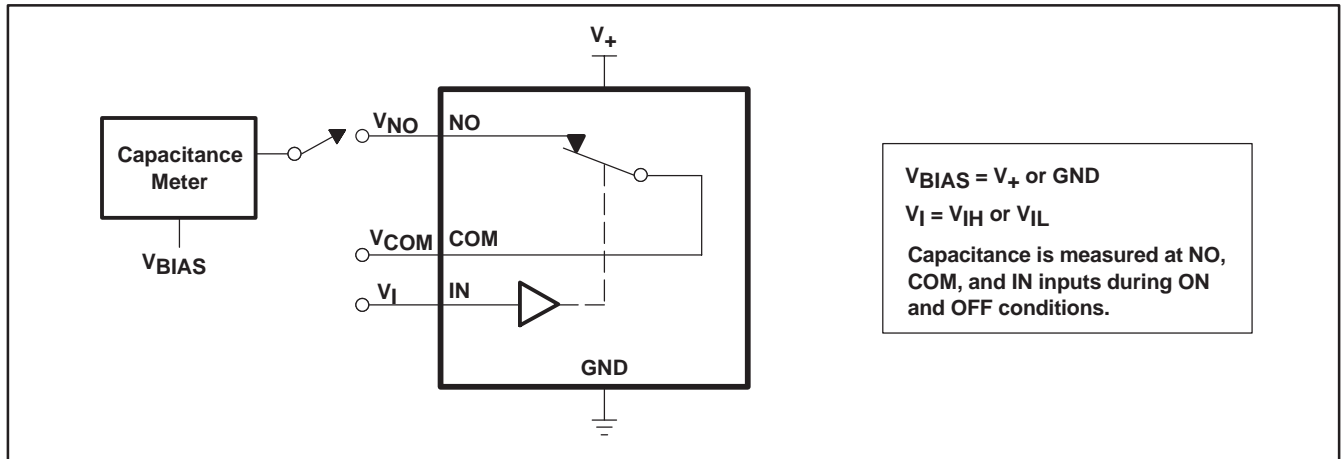 V+
VNO NO
Capacitance
Meter
VBIAS
VCOM COM
VI IN
GND
VBIAS = V+ or GND
VI = VIH or VIL
Capacitance is measured at NO,
COM, and IN inputs during ON
and OFF conditions.